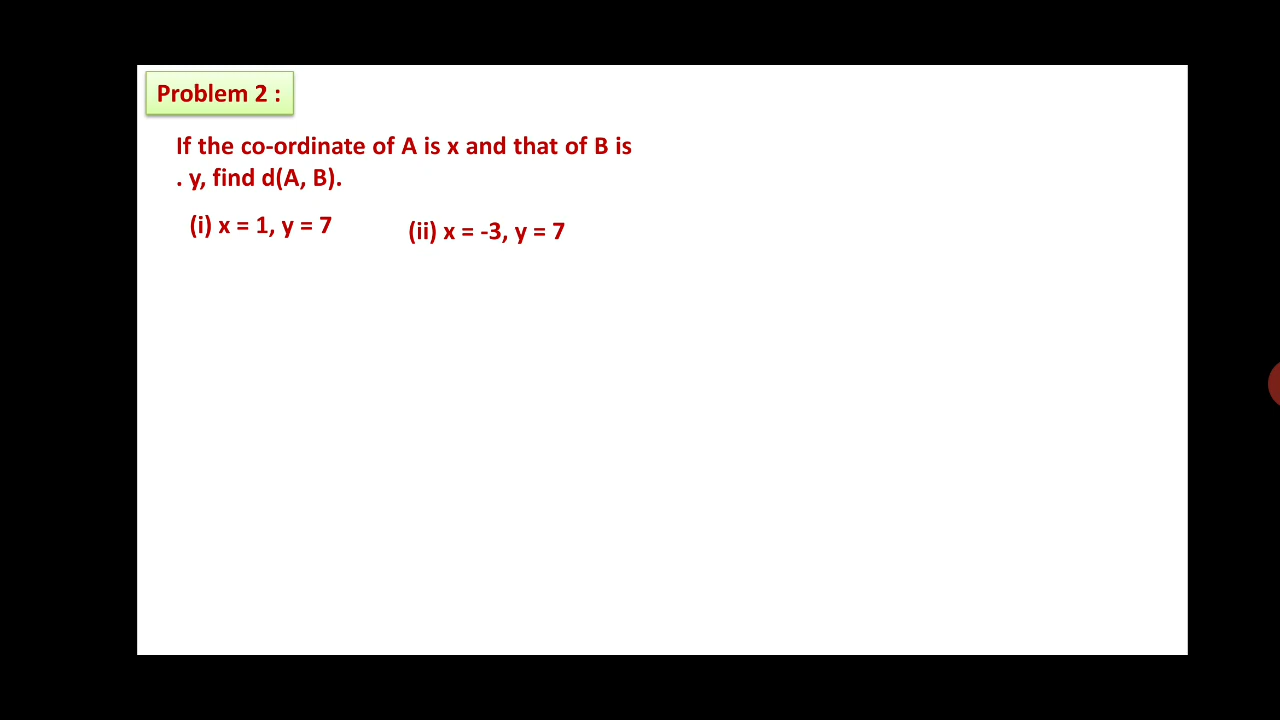 Problem 2 :
If the co-ordinate of A is x and that of B is
. y, find d(A, B).
(i) x = 1, y = 7
(ii) x = -3, y = 7